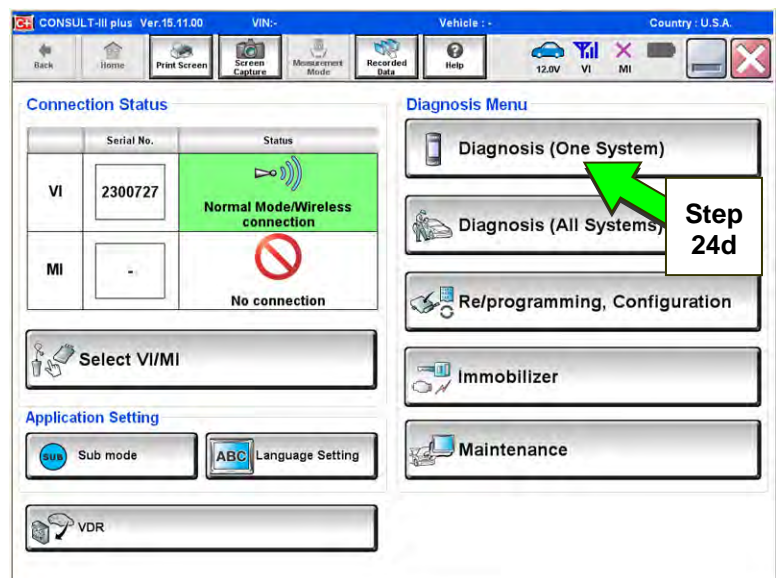 C+ CONSULT-III plus Ver.15.11.00 VIN:- Vehicle : - Country : U.S.A.
Back Home Print Screen Screen Capture Measurement Mode Recorded Data Help 12.0V VI MI
Connection Status
Serial No. Status
VI 2300727 Normal Mode/Wireless
connection
MI - No connection
Select VI/MI
Application Setting
SUB Sub mode ABC Language Setting
VDR
Diagnosis Menu
Diagnosis (One System)
Step
24d
Diagnosis (All Systems)
Re/programming, Configuration
Immobilizer
Maintenance